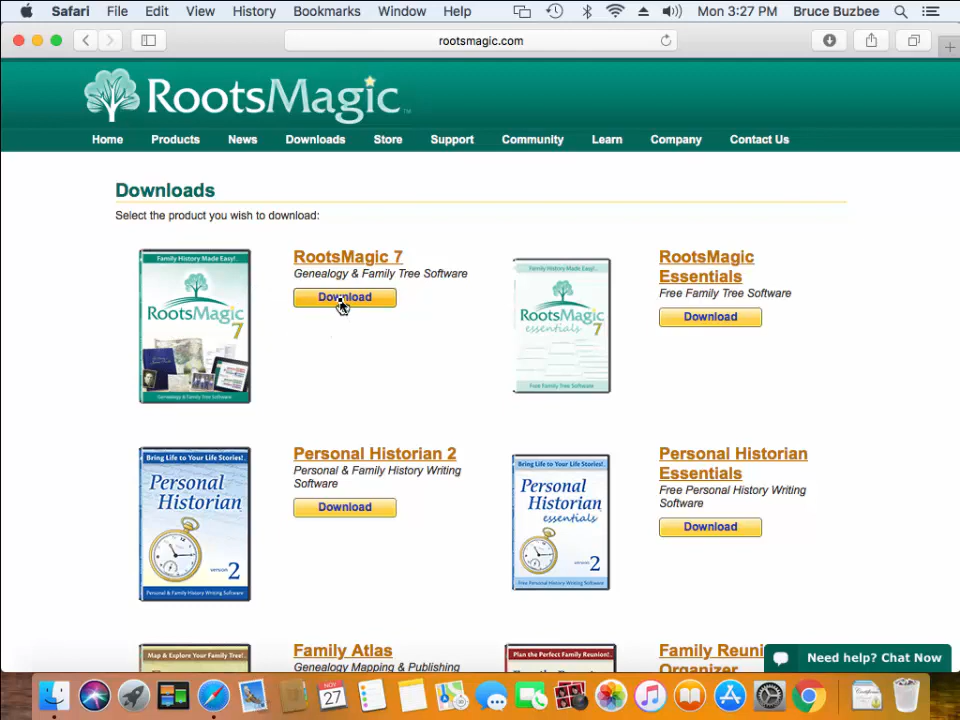 Safari File Edit View History Bookmarks Window Help Mon 3:27 PM Bruce Buzbee
rootsmagic.com
RootsMagic™
Home Products News Downloads Store Support Community Learn Company Contact Us
Downloads
Select the product you wish to download:
Family History Made Easy!
RootsMagic
7
Genealogy & Family Tree Software
RootsMagic 7
Genealogy & Family Tree Software
Download
Family History Made Easy!
RootsMagic
essentials 7
Free Family Tree Software
RootsMagic
Essentials
Free Family Tree Software
Download
Bring Life to Your Life Stories!
Personal
Historian
version 2
Personal & Family History Writing Software
Personal Historian 2
Personal & Family History Writing
Software
Download
Bring Life to Your Life Stories!
Personal
Historian
essentials
version 2
Free Personal History Writing Software
Personal Historian
Essentials
Free Personal History Writing
Software
Download
Map & Explore Your Family Tree!
Family Atlas
Genealogy Mapping & Publishing
Plan the Perfect Family Reunion!
Family Reuni
Organizer
Need help? Chat Now
NOV
27